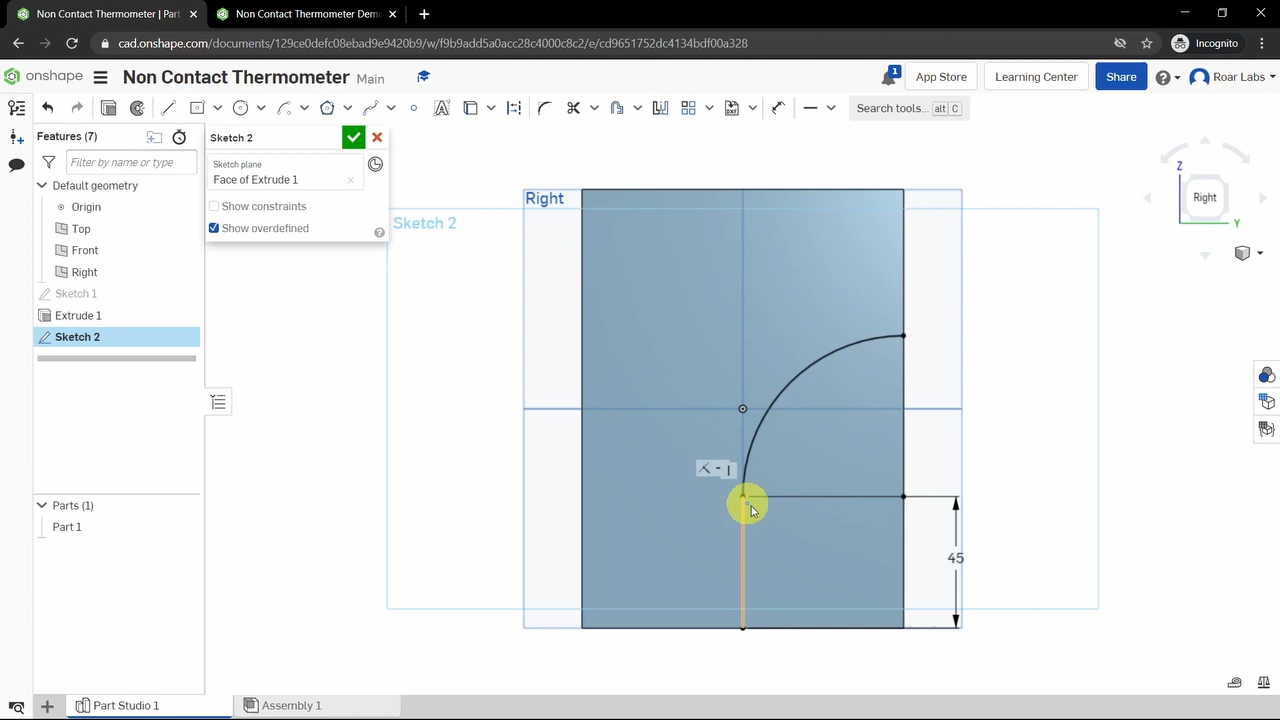 Non Contact Thermometer | Part
Non Contact Thermometer Dem
cad.onshape.com/documents/129ce0defc08ebad9e9420b9/w/f9b9add5a0acc28c4000c8c2/e/cd9651752dc4134bdf00a328
Incognito
onshape
Non Contact Thermometer Main
1
App Store
Learning Center
Share
Roar Labs
Search tools... alt C
Features (7)
Filter by name or type
Default geometry
Origin
Top
Front
Right
Sketch 1
Extrude 1
Sketch 2
Sketch 2
Sketch plane
Face of Extrude 1
Show constraints
Show overdefined
Right
Sketch 2
Z
Right
Y
45
Parts (1)
Part 1
Part Studio 1
Assembly 1